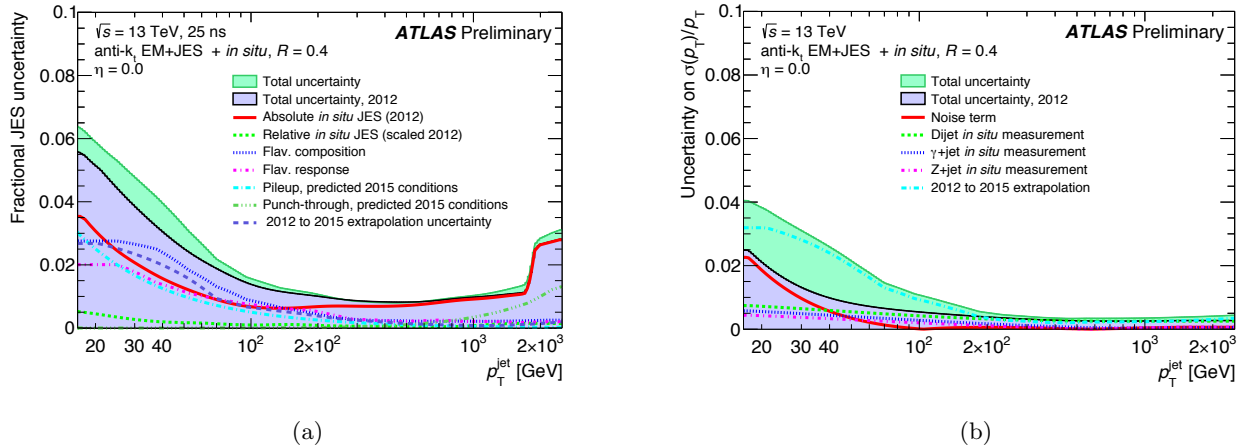 Fractional JES uncertainty
0.1
0.08
0.06
0.04
0.02
0
√s = 13 TeV, 25 ns
ATLAS Preliminary
anti-kt EM+JES + in situ, R = 0.4
η = 0.0
Total uncertainty
Total uncertainty, 2012
Absolute in situ JES (2012)
Relative in situ JES (scaled 2012)
Flav. composition
Flav. response
Pileup, predicted 2015 conditions
Punch-through, predicted 2015 conditions
2012 to 2015 extrapolation uncertainty
20 30 40 10² 2×10² 10³ 2×10³
pT^jet [GeV]
(a)
Uncertainty on σ(pT)/pT
0.1
0.08
0.06
0.04
0.02
0
√s = 13 TeV
ATLAS Preliminary
anti-kt EM+JES + in situ, R = 0.4
η = 0.0
Total uncertainty
Total uncertainty, 2012
Noise term
Dijet in situ measurement
γ+jet in situ measurement
Z+jet in situ measurement
2012 to 2015 extrapolation
20 30 40 10² 2×10² 10³ 2×10³
pT^jet [GeV]
(b)